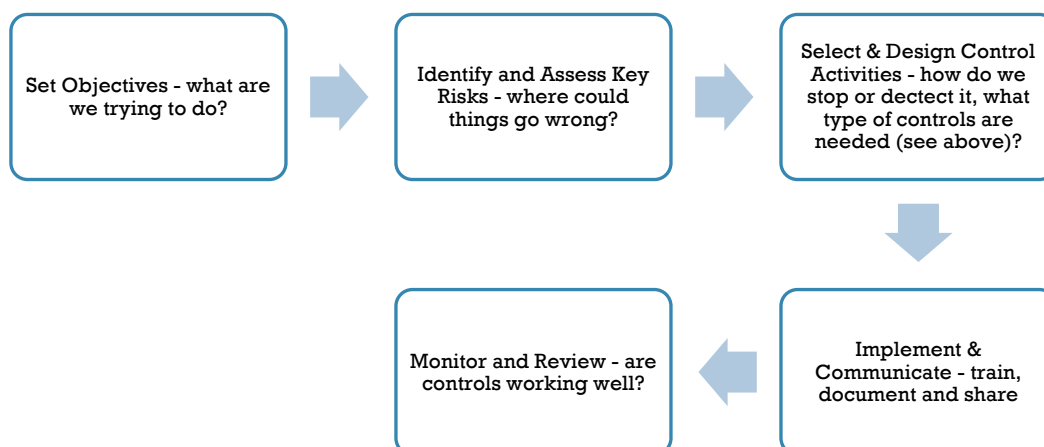 Set Objectives - what are
we trying to do?
Identify and Assess Key
Risks - where could
things go wrong?
Select & Design Control
Activities - how do we
stop or dectect it, what
type of controls are
needed (see above)?
Implement &
Communicate - train,
document and share
Monitor and Review - are
controls working well?